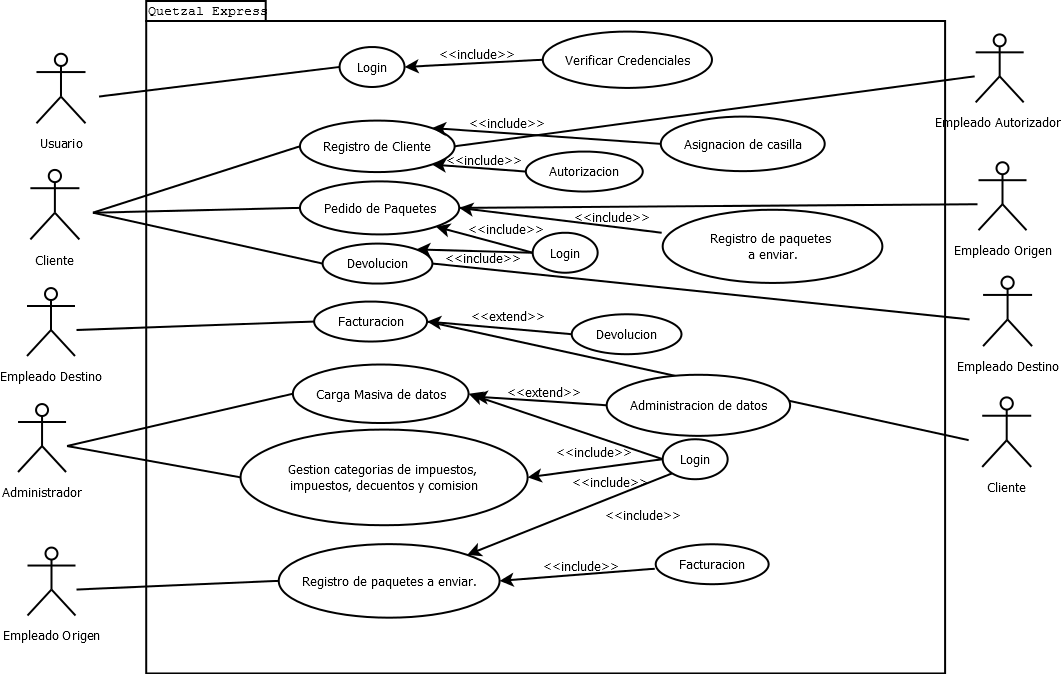 Quetzal Express
Usuario
Login
<<include>>
Verificar Credenciales
Empleado Autorizador
Cliente
Registro de Cliente
<<include>>
Asignacion de casilla
<<include>>
Autorizacion
Pedido de Paquetes
<<include>>
Registro de paquetes
a enviar.
Empleado Origen
<<include>>
Login
<<include>>
Devolucion
Empleado Destino
Facturacion
<<extend>>
Devolucion
Empleado Destino
Administrador
Carga Masiva de datos
<<extend>>
Administracion de datos
Cliente
Gestion categorias de impuestos,
impuestos, decuentos y comision
<<include>>
Login
<<include>>
<<include>>
Empleado Origen
Registro de paquetes a enviar.
<<include>>
Facturacion